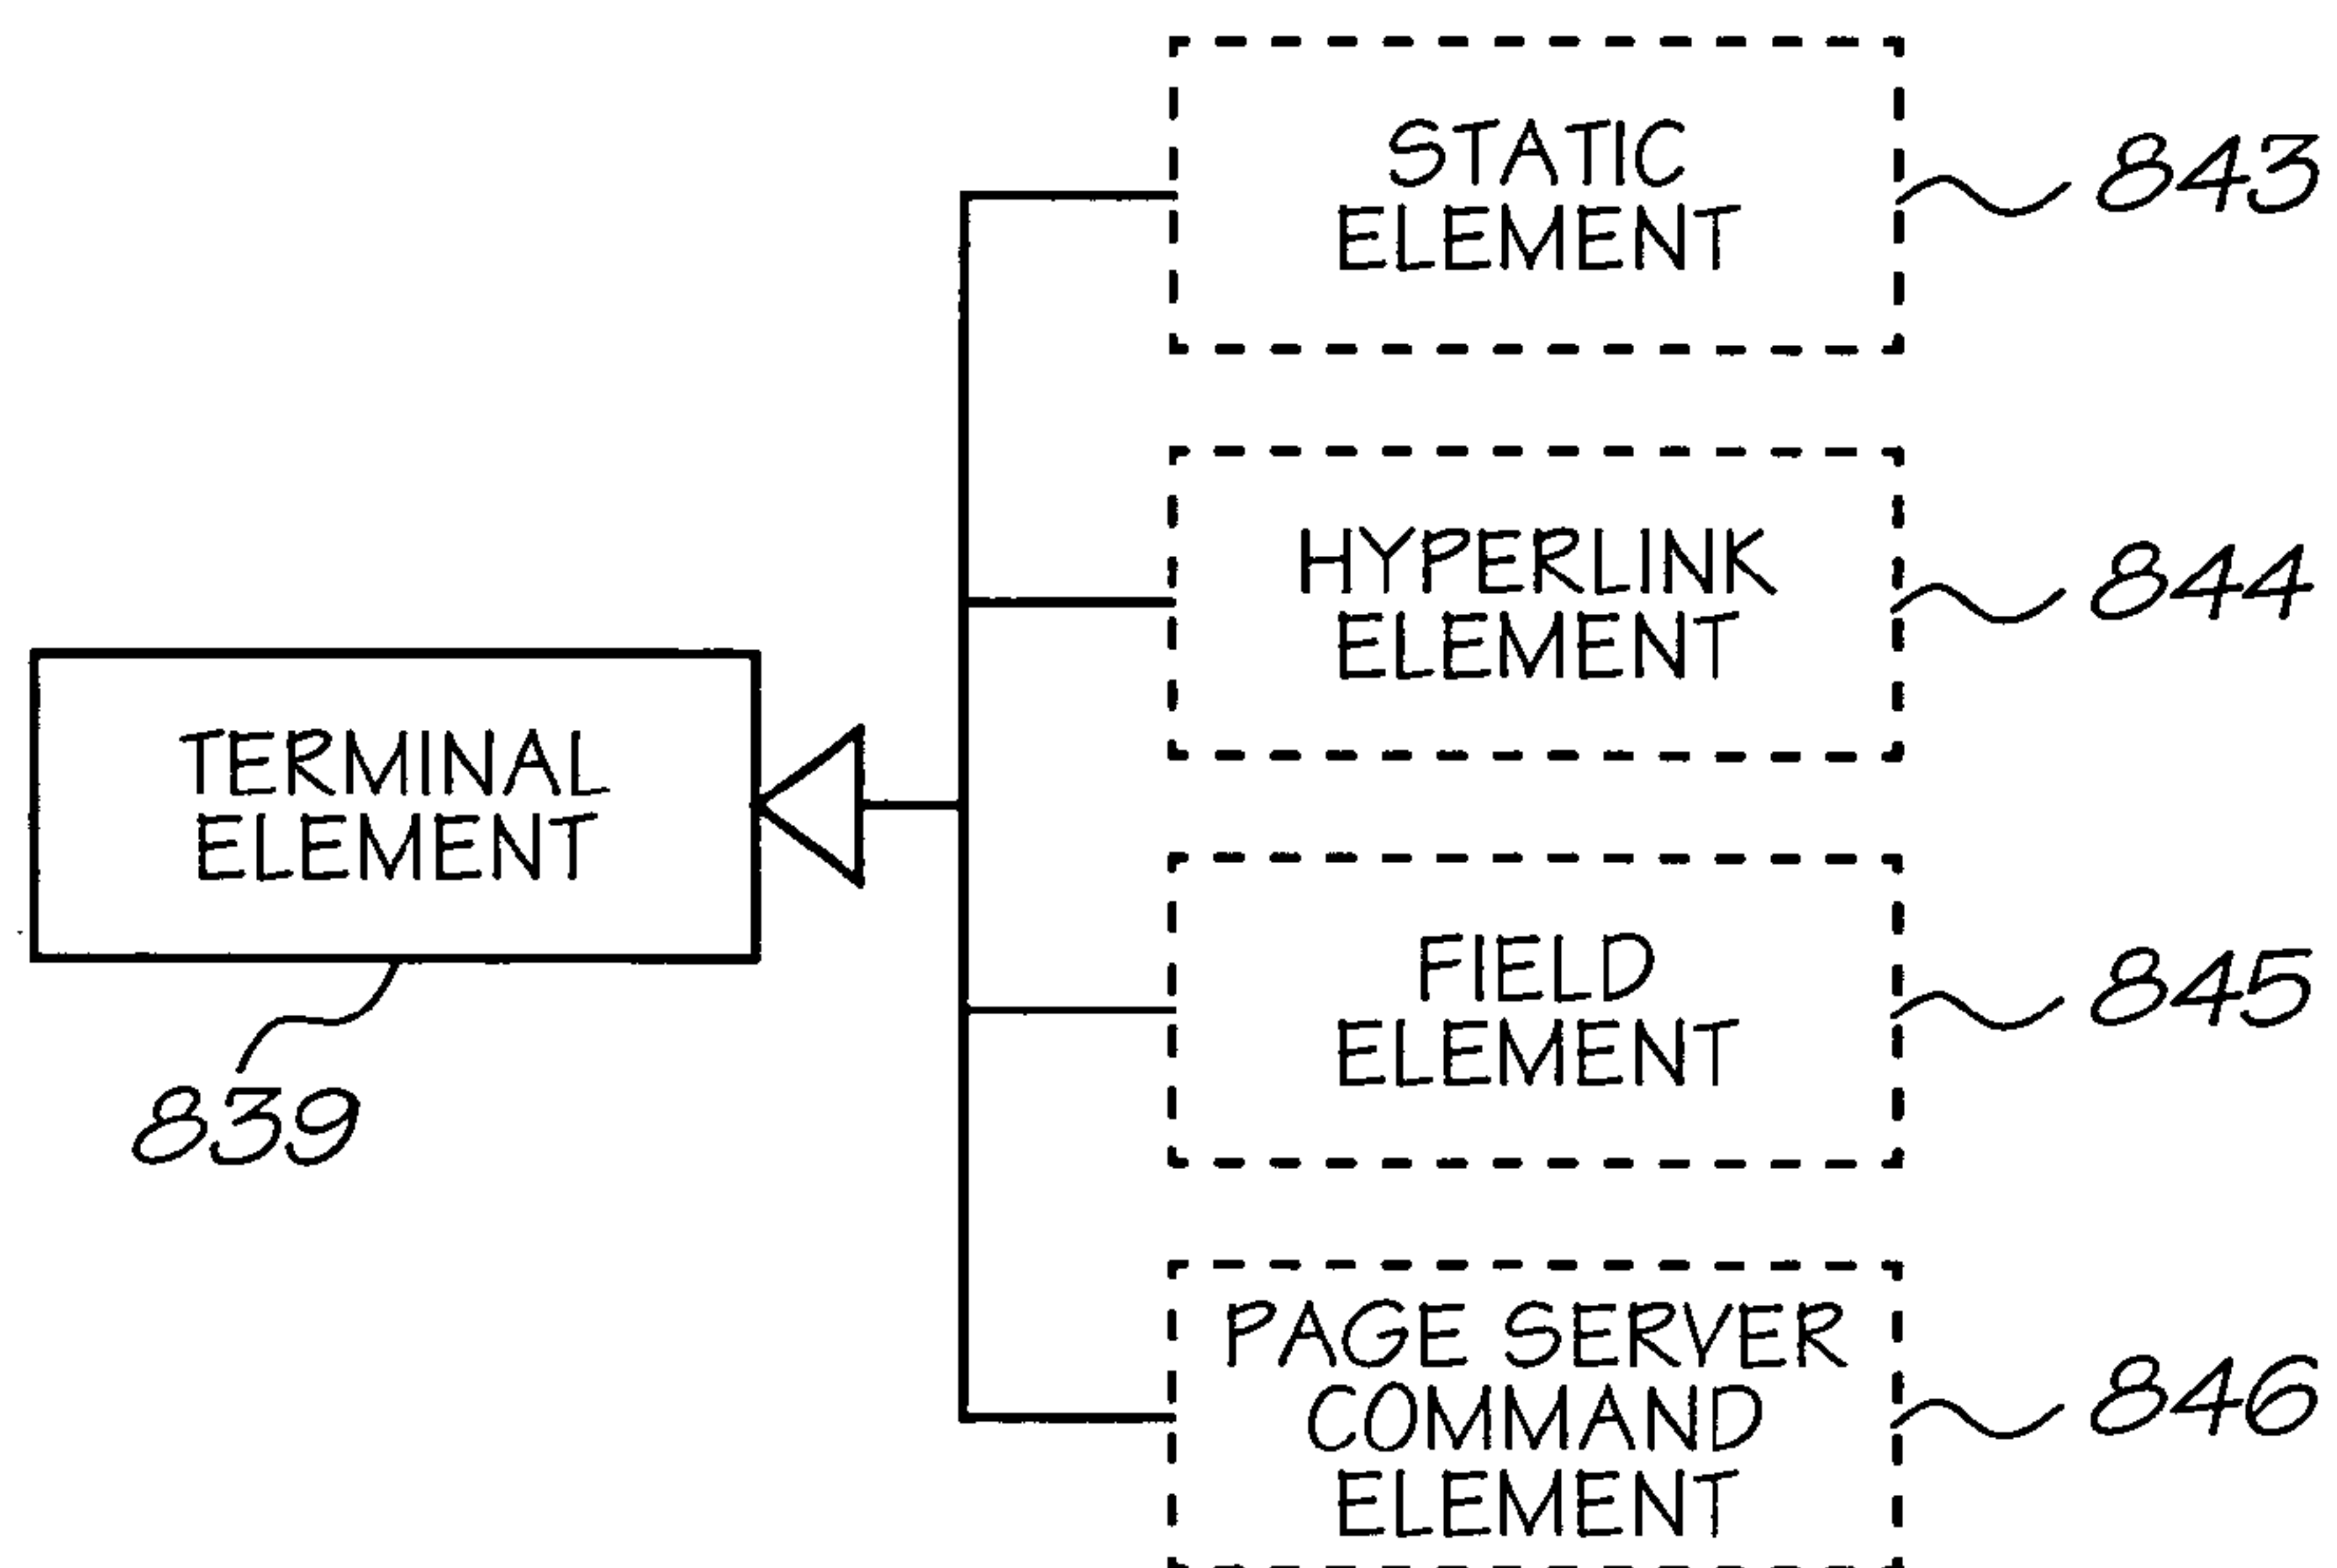 STATIC
ELEMENT
843
HYPERLINK
ELEMENT
844
TERMINAL
ELEMENT
839
FIELD
ELEMENT
845
PAGE SERVER
COMMAND
ELEMENT
846